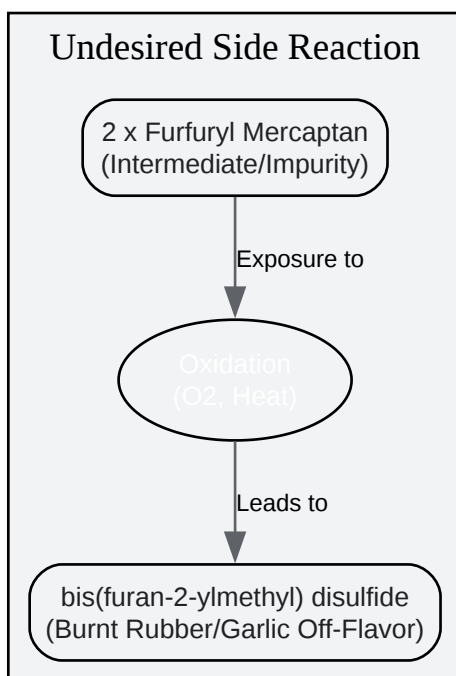 Undesired Side Reaction
2 x Furfuryl Mercaptan
(Intermediate/Impurity)
Exposure to
Oxidation
(O2, Heat)
Leads to
bis(furan-2-ylmethyl) disulfide
(Burnt Rubber/Garlic Off-Flavor)